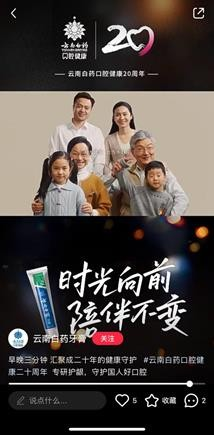 云南白药
口腔健康
20
云南白药口腔健康20周年
时光向前
陪伴不变
云南白药牙膏 关注
早晚三分钟 汇聚成二十年的健康守护 #云南白药口腔健
康二十周年 专研护龈，守护国人好口腔
说点什么... 5 收藏